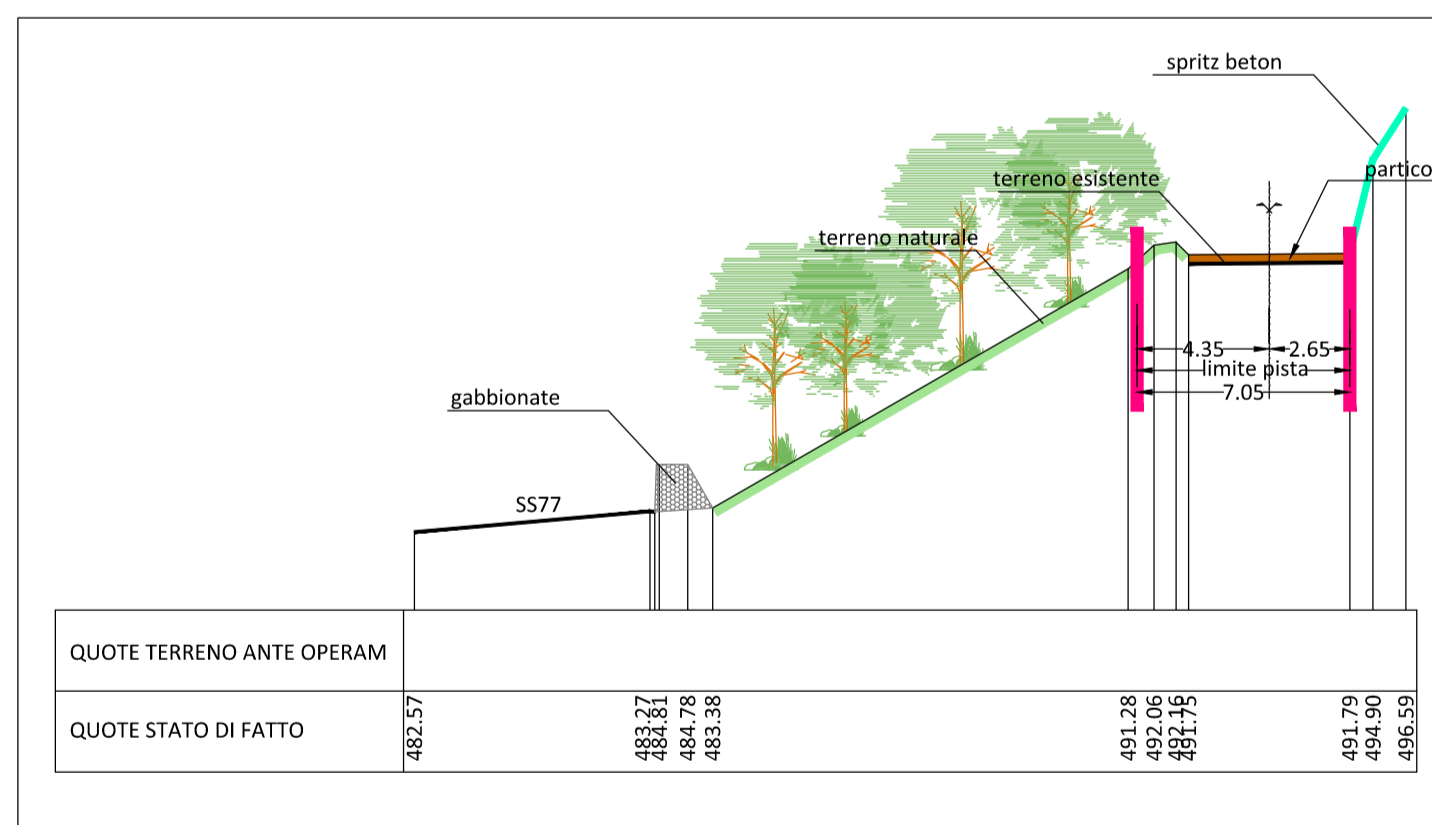 spritz beton
partico
terreno esistente
terreno naturale
4.35
2.65
limite pista
7.05
gabbionate
SS77
QUOTE TERRENO ANTE OPERAM
QUOTE STATO DI FATTO
482.57
483.27
484.81
484.78
483.38
491.28
492.06
492.16
491.75
491.79
494.90
496.59